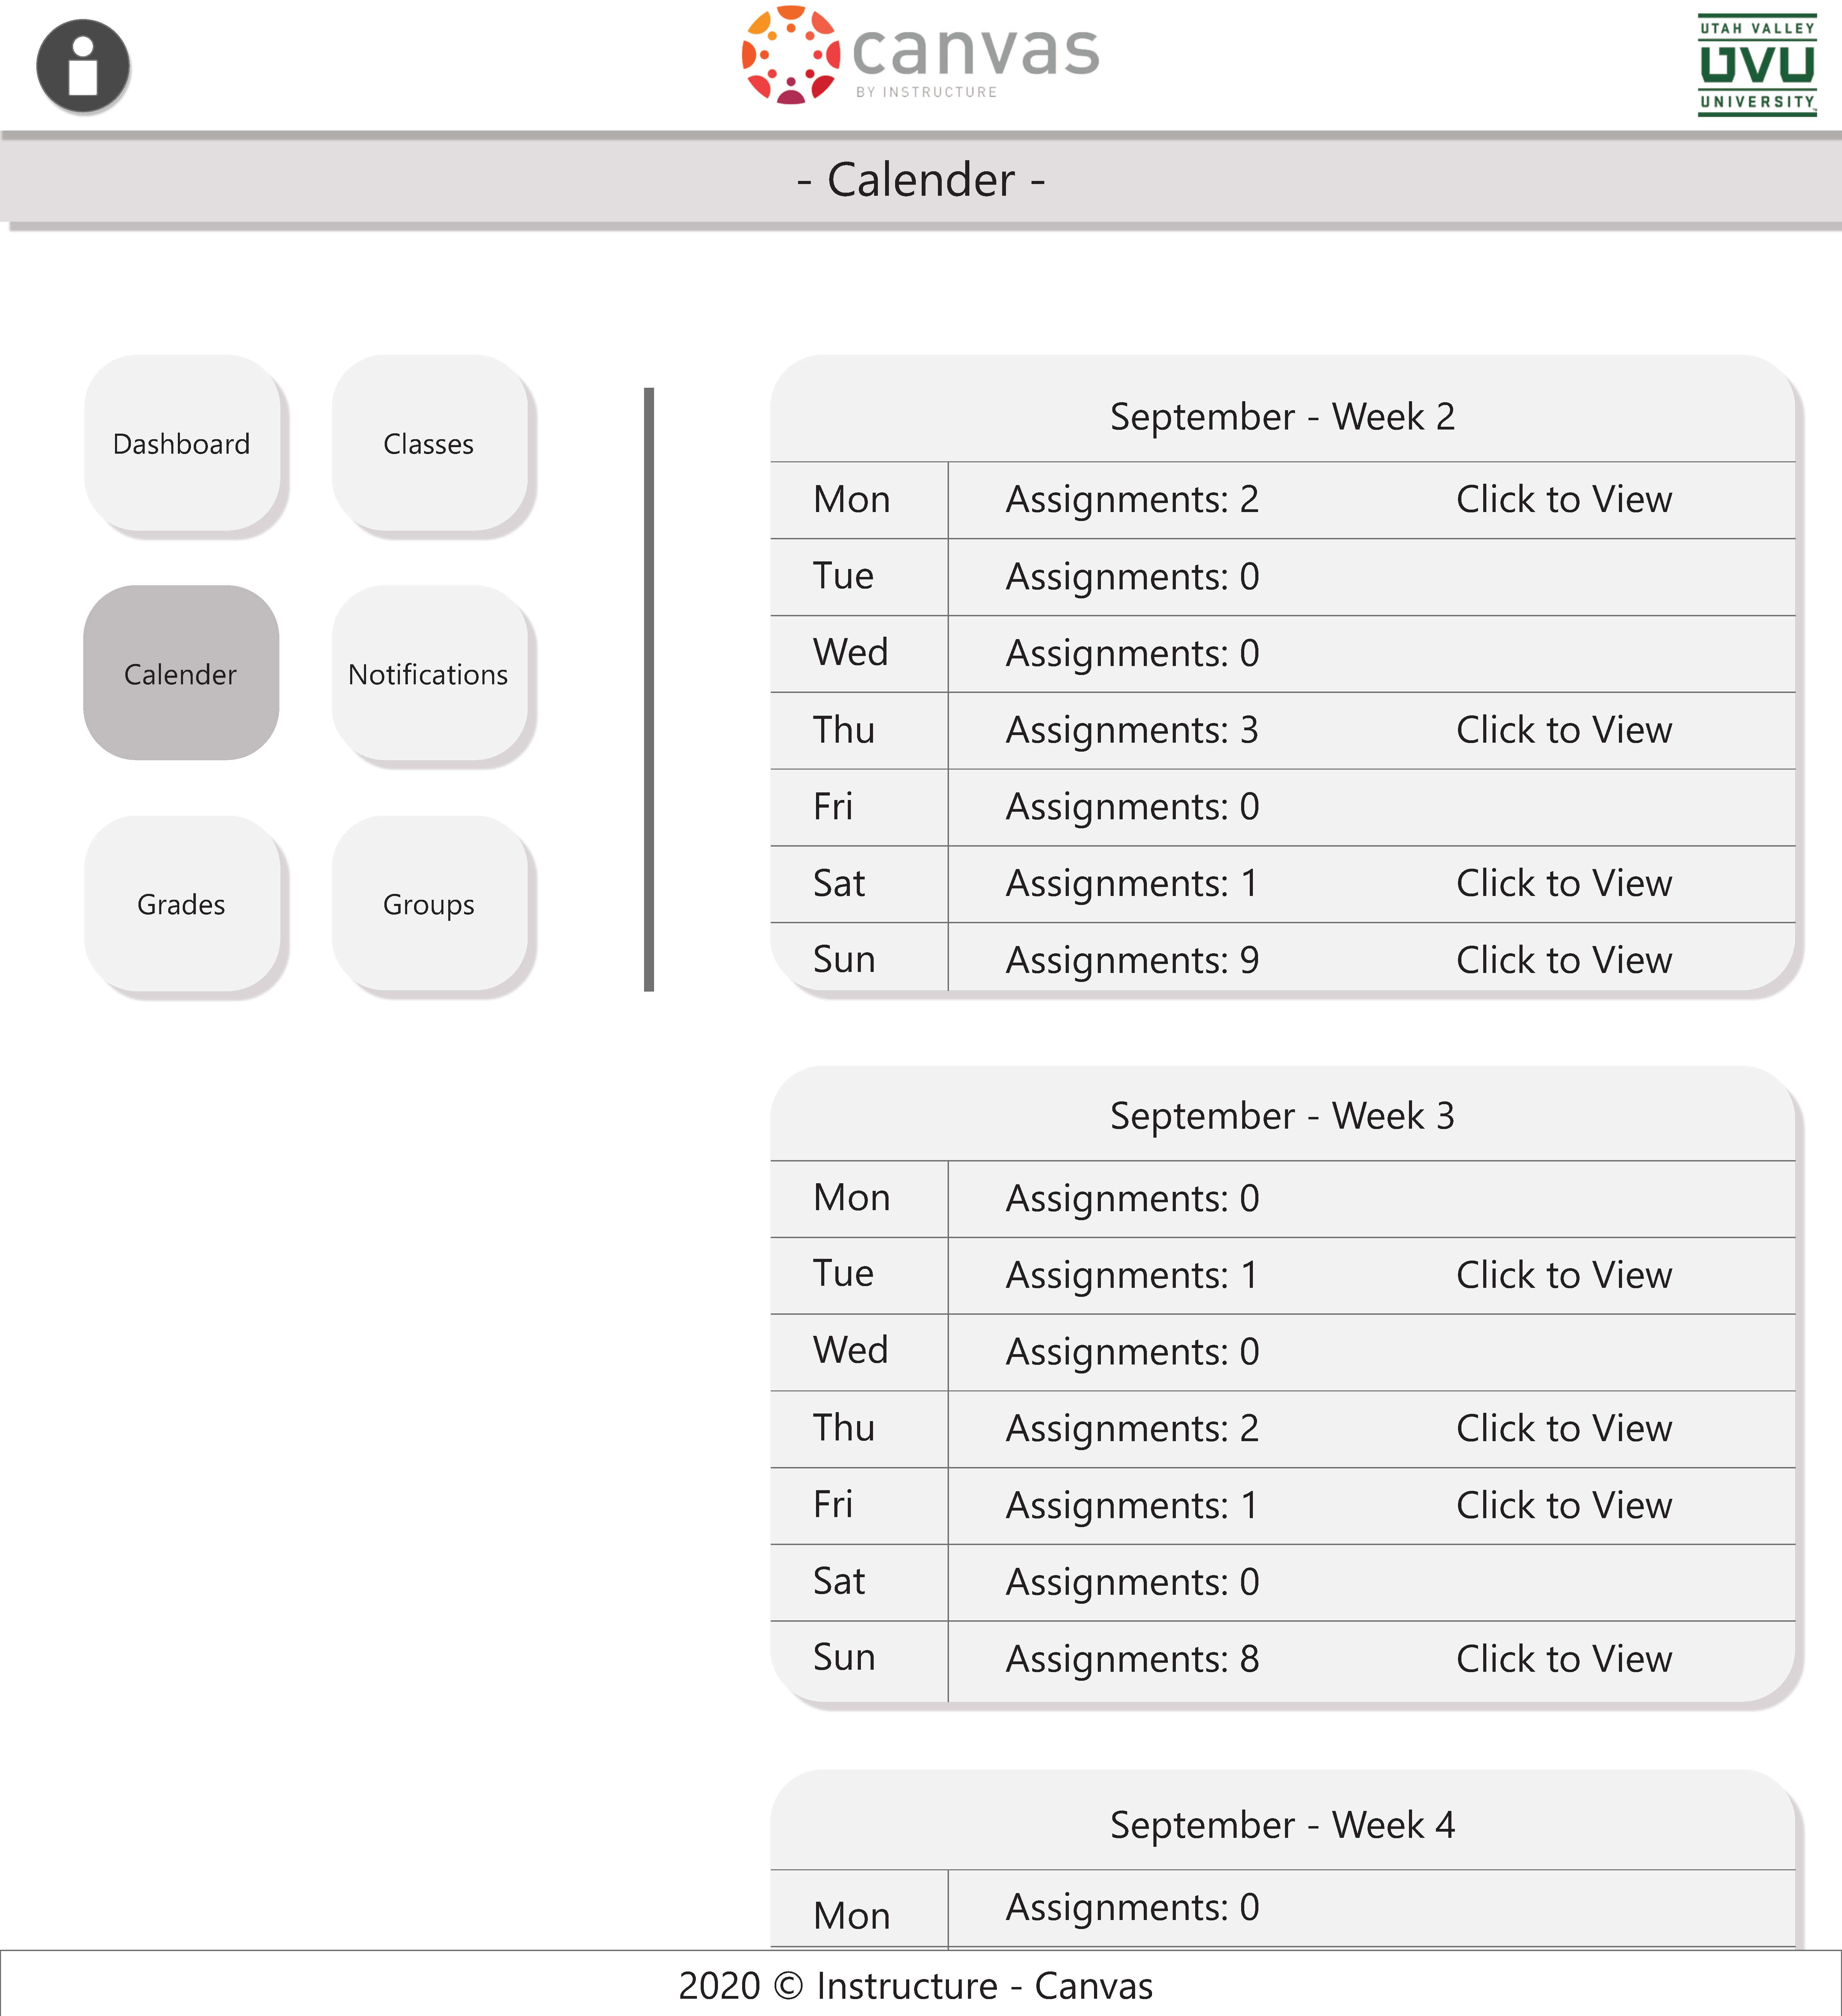 canvas
BY INSTRUCTURE
UTAH VALLEY
UVU
UNIVERSITY
- Calender -
Dashboard
Classes
Calender
Notifications
Grades
Groups
September - Week 2
Mon Assignments: 2 Click to View
Tue Assignments: 0
Wed Assignments: 0
Thu Assignments: 3 Click to View
Fri Assignments: 0
Sat Assignments: 1 Click to View
Sun Assignments: 9 Click to View
September - Week 3
Mon Assignments: 0
Tue Assignments: 1 Click to View
Wed Assignments: 0
Thu Assignments: 2 Click to View
Fri Assignments: 1 Click to View
Sat Assignments: 0
Sun Assignments: 8 Click to View
September - Week 4
Mon Assignments: 0
2020 © Instructure - Canvas